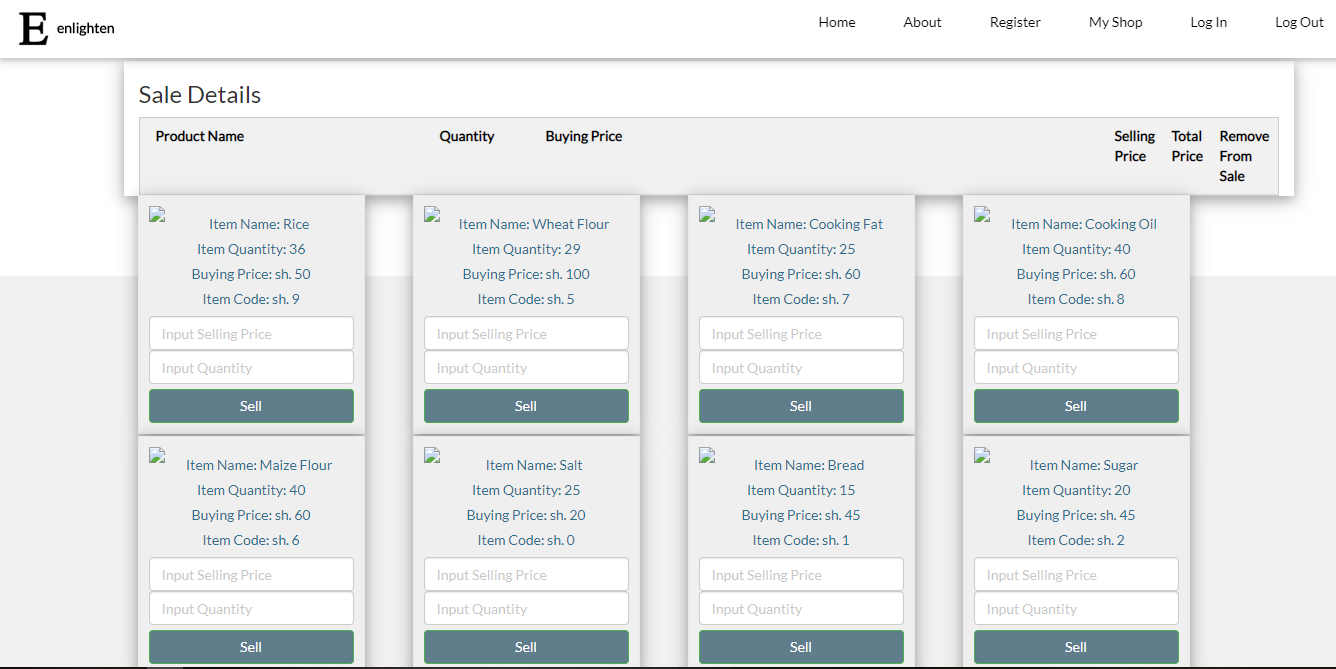 E enlighten
Home About Register My Shop Log In Log Out
Sale Details
Product Name Quantity Buying Price Selling Price Total Price Remove From Sale
Item Name: Rice
Item Quantity: 36
Buying Price: sh. 50
Item Code: sh. 9
Input Selling Price
Input Quantity
Sell
Item Name: Wheat Flour
Item Quantity: 29
Buying Price: sh. 100
Item Code: sh. 5
Input Selling Price
Input Quantity
Sell
Item Name: Cooking Fat
Item Quantity: 25
Buying Price: sh. 60
Item Code: sh. 7
Input Selling Price
Input Quantity
Sell
Item Name: Cooking Oil
Item Quantity: 40
Buying Price: sh. 60
Item Code: sh. 8
Input Selling Price
Input Quantity
Sell
Item Name: Maize Flour
Item Quantity: 40
Buying Price: sh. 60
Item Code: sh. 6
Input Selling Price
Input Quantity
Sell
Item Name: Salt
Item Quantity: 25
Buying Price: sh. 20
Item Code: sh. 0
Input Selling Price
Input Quantity
Sell
Item Name: Bread
Item Quantity: 15
Buying Price: sh. 45
Item Code: sh. 1
Input Selling Price
Input Quantity
Sell
Item Name: Sugar
Item Quantity: 20
Buying Price: sh. 45
Item Code: sh. 2
Input Selling Price
Input Quantity
Sell